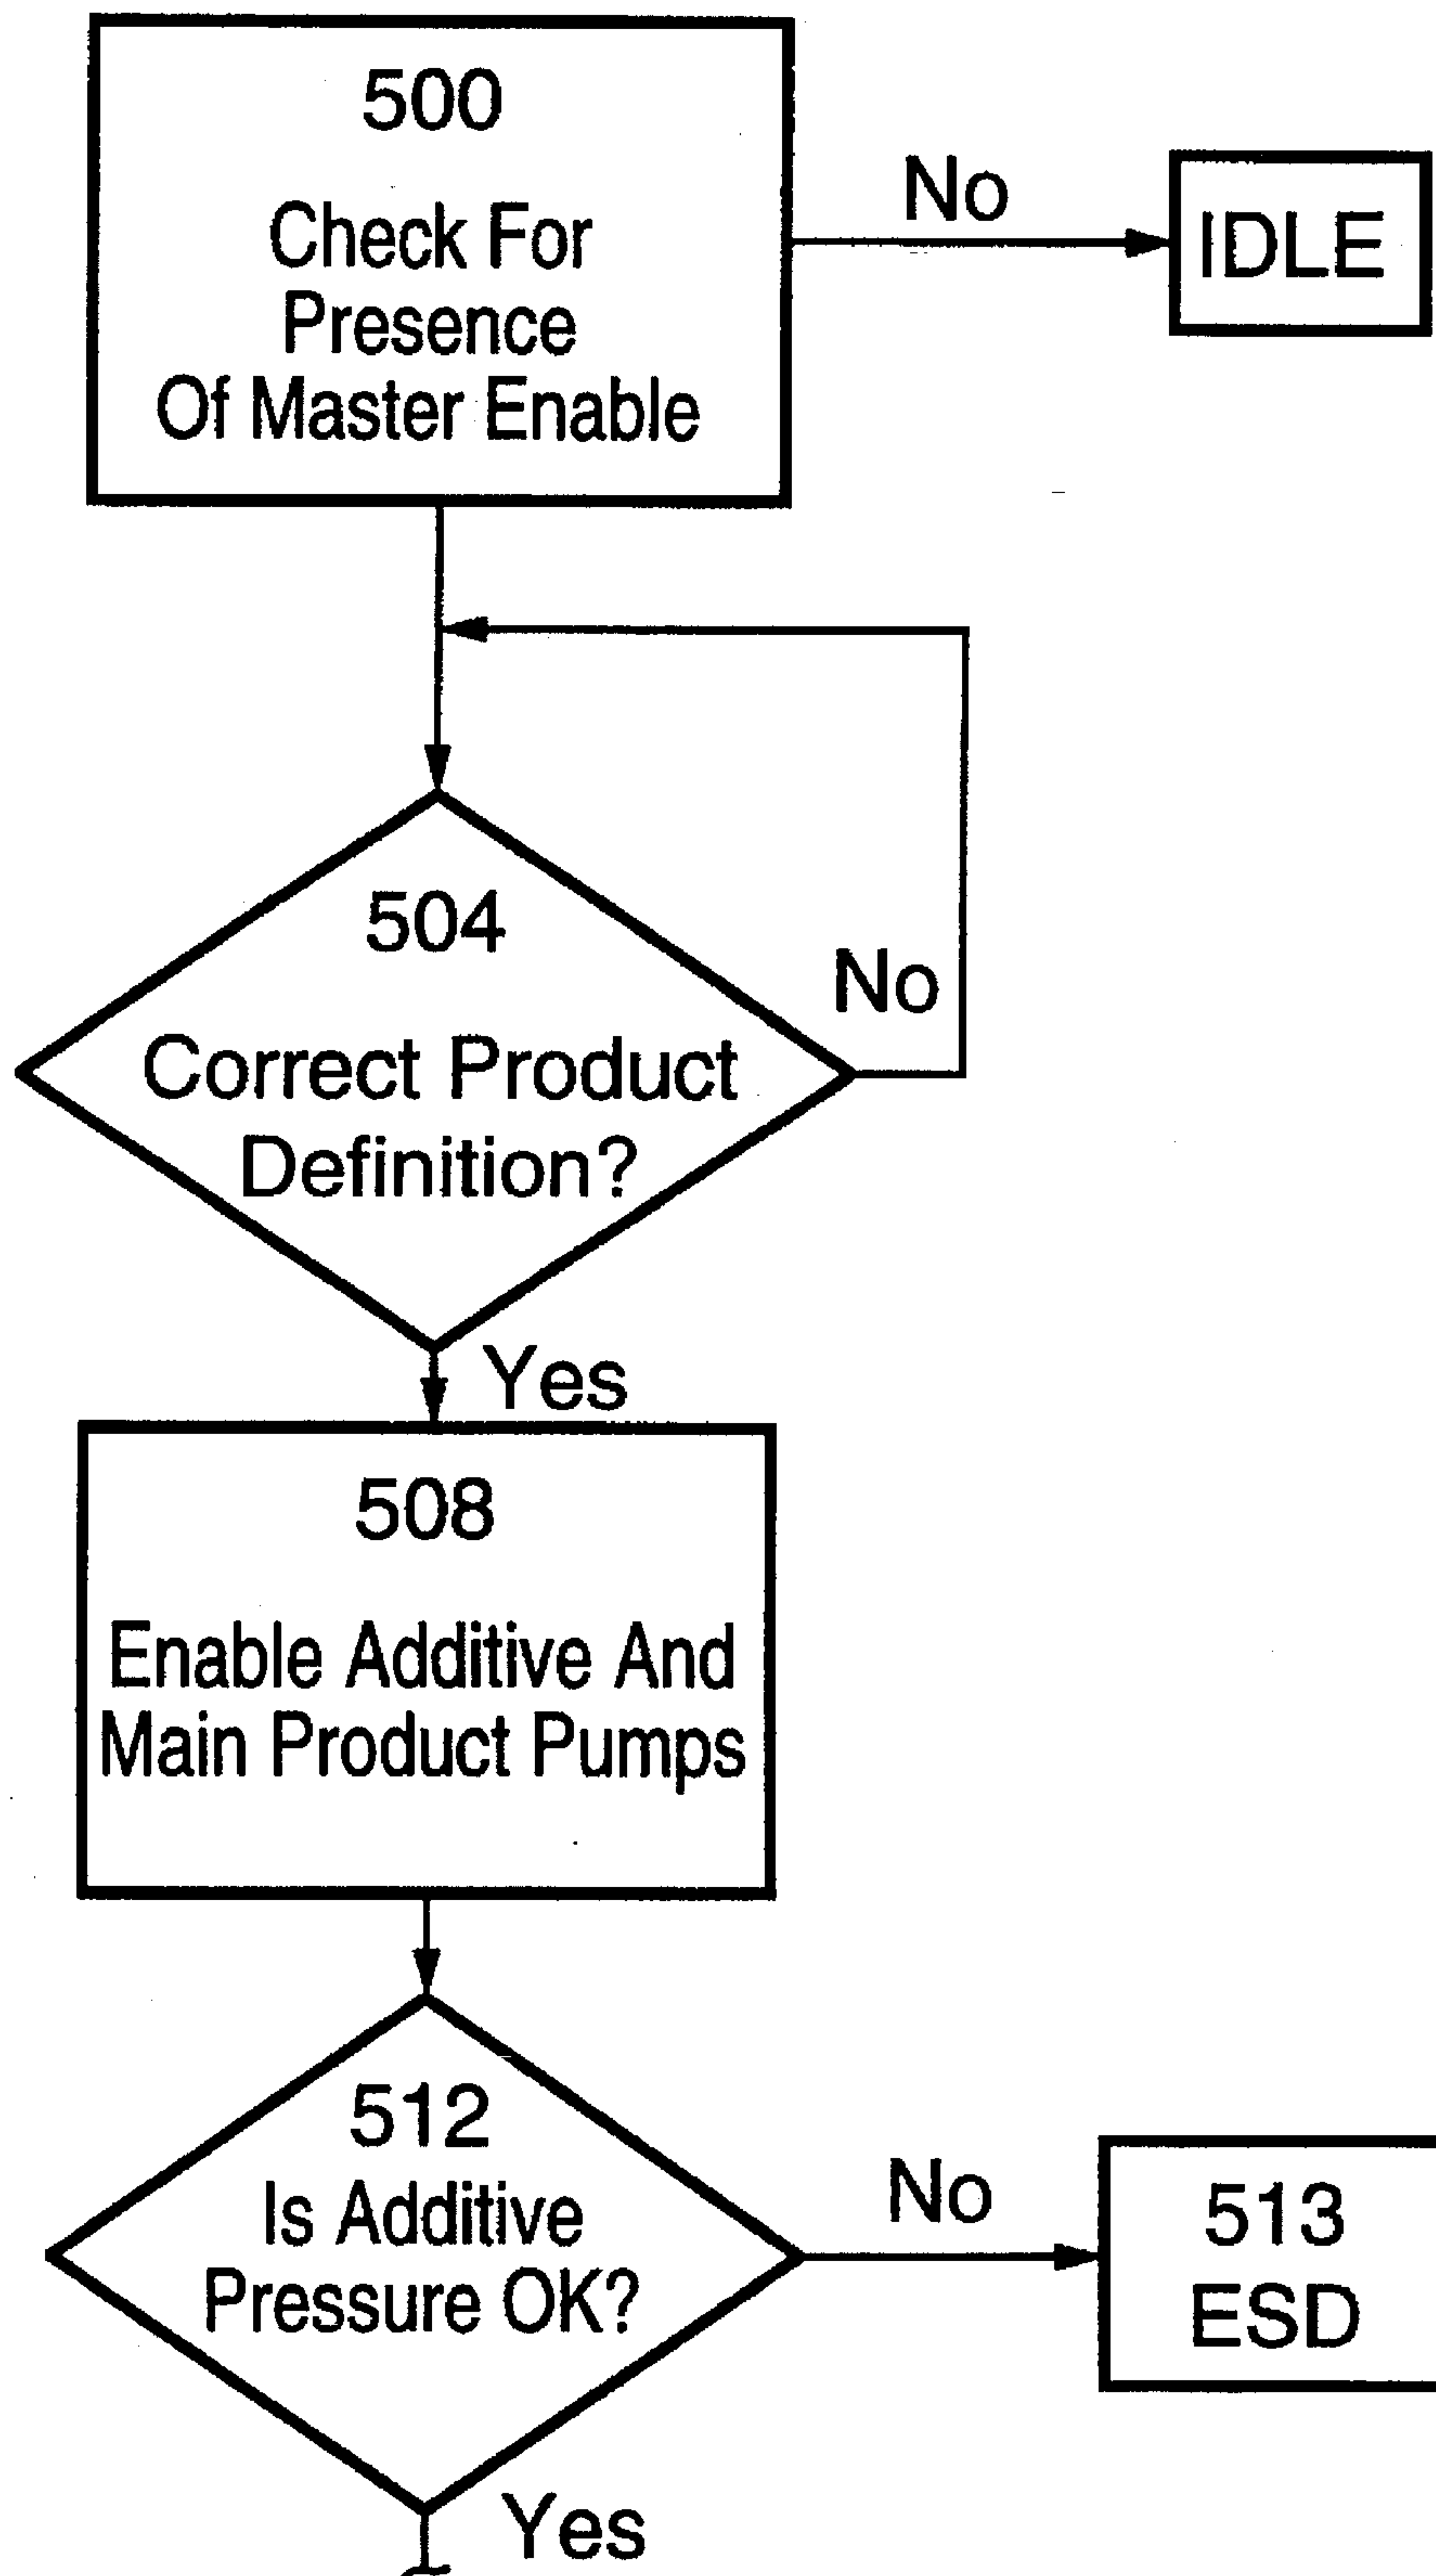 500
Check For
Presence
Of Master Enable
No
IDLE
504
Correct Product
Definition?
No
Yes
508
Enable Additive And
Main Product Pumps
512
Is Additive
Pressure OK?
No
513
ESD
Yes